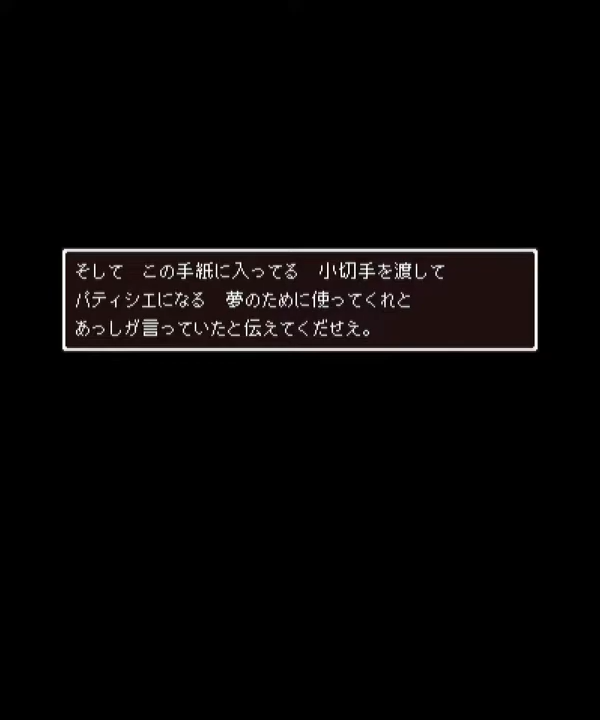 そして　この手紙に入ってる　小切手を渡して
パティシエになる　夢のために使ってくれと
あっしが言っていたと伝えてくだせえ。